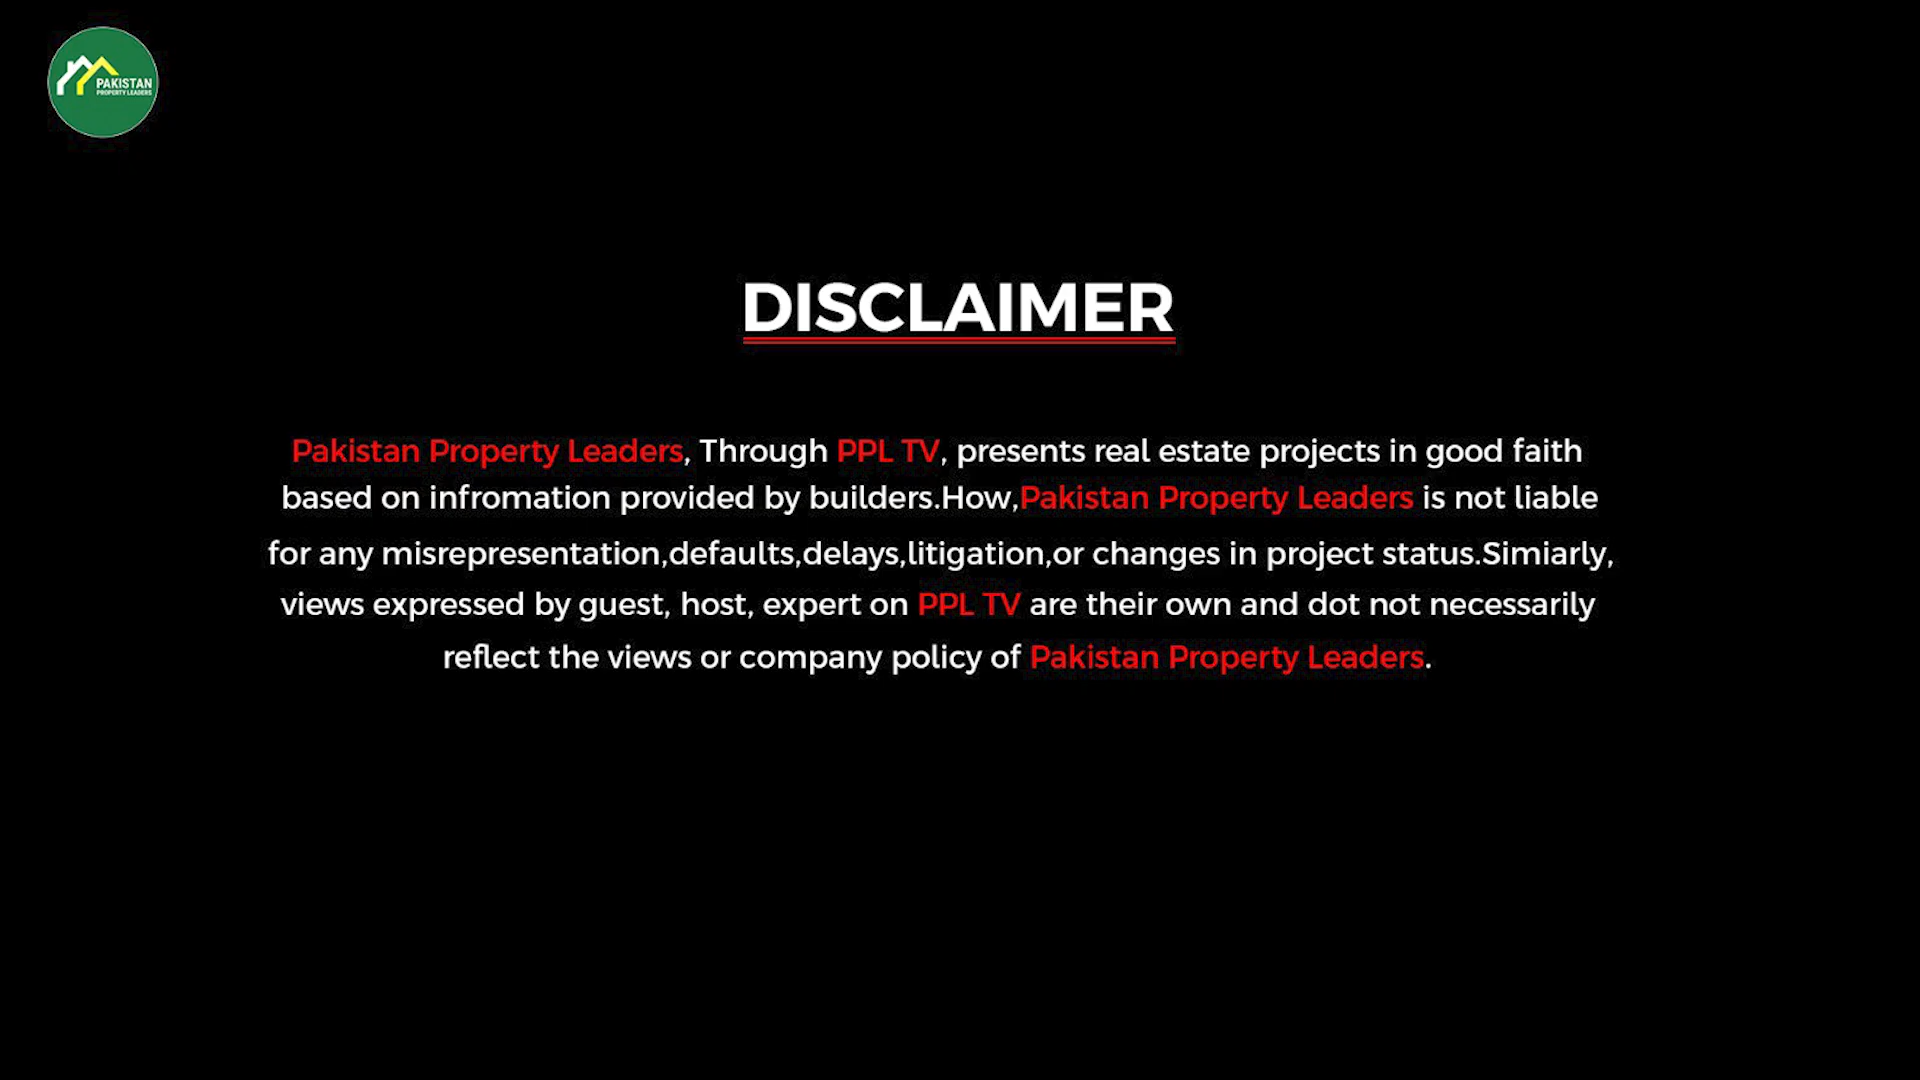 PAKISTAN
PROPERTY LEADERS
DISCLAIMER
Pakistan Property Leaders, Through PPL TV, presents real estate projects in good faith
based on infromation provided by builders.How,Pakistan Property Leaders is not liable
for any misrepresentation,defaults,delays,litigation,or changes in project status.Simiarly,
views expressed by guest, host, expert on PPL TV are their own and dot not necessarily
reflect the views or company policy of Pakistan Property Leaders.